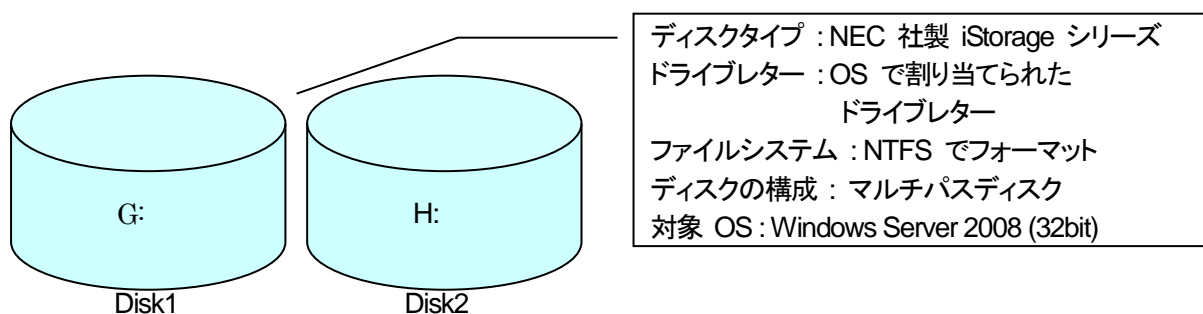 ディスクタイプ : NEC 社製 iStorage シリーズ
ドライブレター : OS で割り当てられた
ドライブレター
ファイルシステム : NTFS でフォーマット
ディスクの構成 : マルチパスディスク
対象 OS : Windows Server 2008 (32bit)
G:
H:
Disk1
Disk2